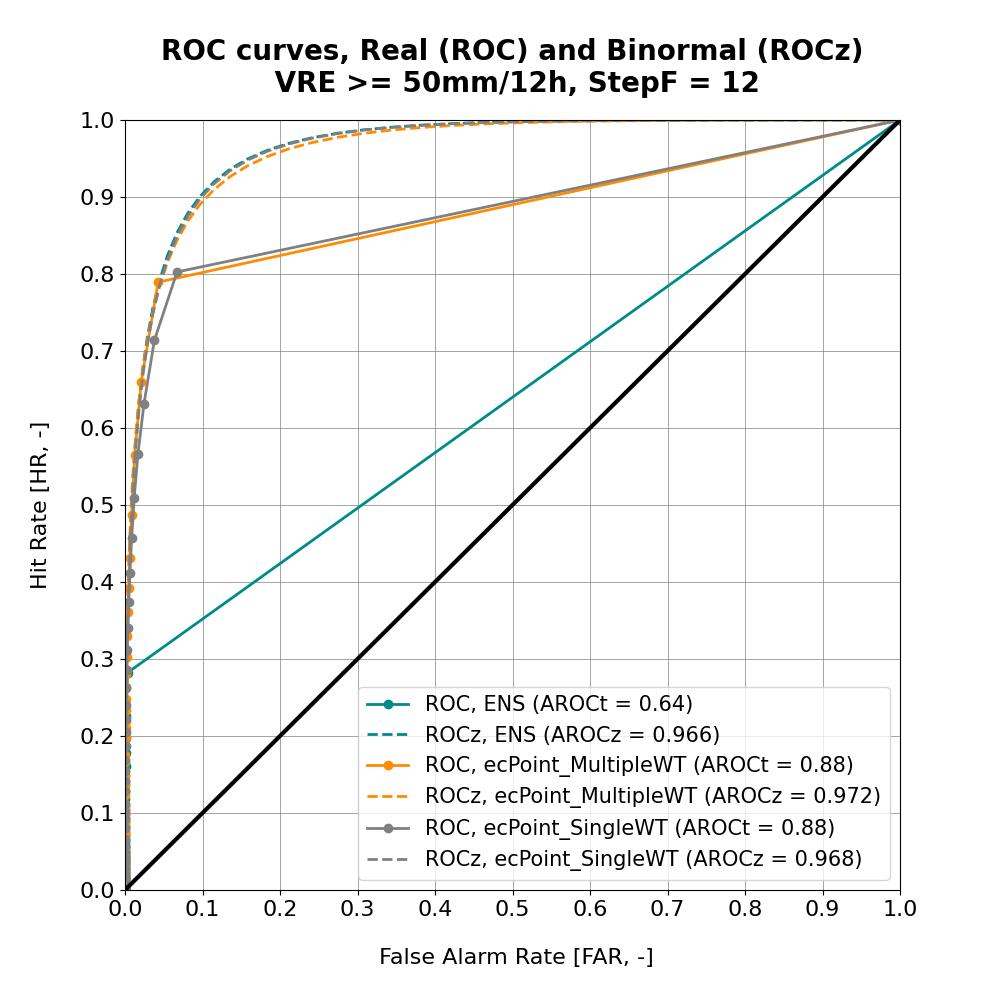 ROC curves, Real (ROC) and Binormal (ROCz)
VRE >= 50mm/12h, StepF = 12
1.0
0.9
0.8
0.7
0.6
0.5
0.4
0.3
0.2
0.1
0.0
Hit Rate [HR, -]
ROC, ENS (AROCt = 0.64)
ROCz, ENS (AROCz = 0.966)
ROC, ecPoint_MultipleWT (AROCt = 0.88)
ROCz, ecPoint_MultipleWT (AROCz = 0.972)
ROC, ecPoint_SingleWT (AROCt = 0.88)
ROCz, ecPoint_SingleWT (AROCz = 0.968)
0.0 0.1 0.2 0.3 0.4 0.5 0.6 0.7 0.8 0.9 1.0
False Alarm Rate [FAR, -]